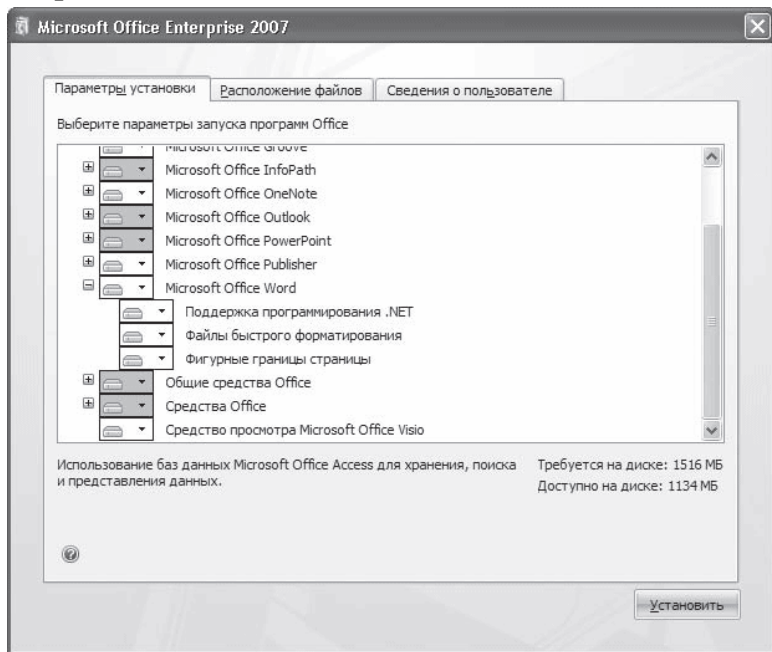 Microsoft Office Enterprise 2007
Параметры установки
Расположение файлов
Сведения о пользователе
Выберите параметры запуска программ Office
Microsoft Office Groove
Microsoft Office InfoPath
Microsoft Office OneNote
Microsoft Office Outlook
Microsoft Office PowerPoint
Microsoft Office Publisher
Microsoft Office Word
Поддержка программирования .NET
Файлы быстрого форматирования
Фигурные границы страницы
Общие средства Office
Средства Office
Средство просмотра Microsoft Office Visio
Использование баз данных Microsoft Office Access для хранения, поиска
и представления данных.
Требуется на диске: 1516 МБ
Доступно на диске: 1134 МБ
Установить